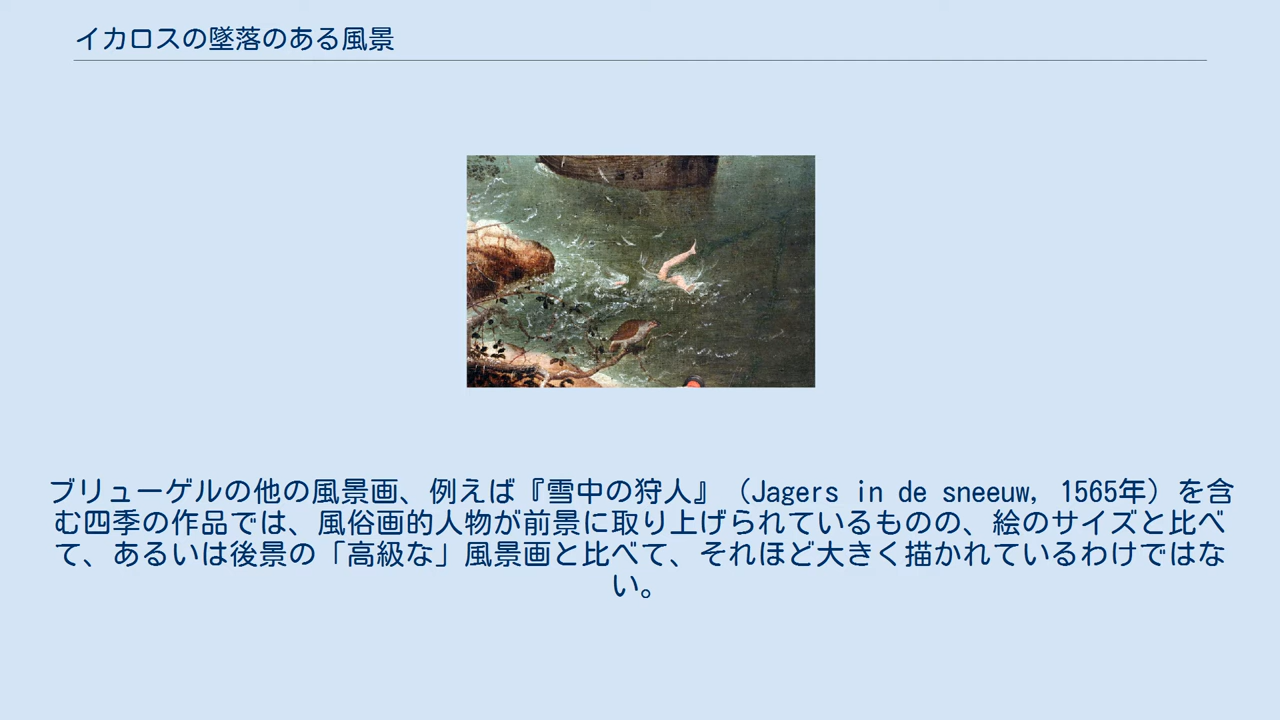 イカロスの墜落のある風景
ブリューゲルの他の風景画、例えば『雪中の狩人』（Jagers in de sneeuw, 1565年）を含
む四季の作品では、風俗画的人物が前景に取り上げられているものの、絵のサイズと比べ
て、あるいは後景の「高級な」風景画と比べて、それほど大きく描かれているわけではな
い。